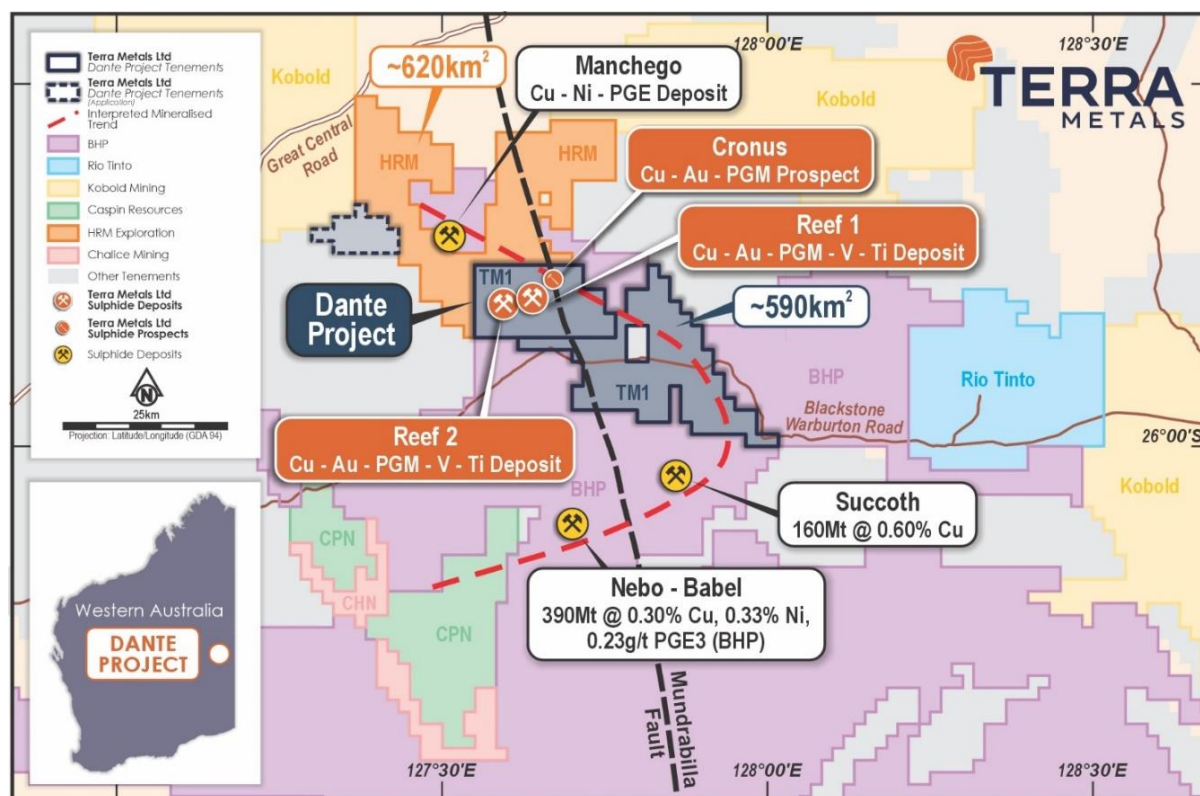 Terra Metals Ltd
Dante Project Tenements
Terra Metals Ltd
Dante Project Tenements
(Application)
Interpreted Mineralised
Trend
BHP
Rio Tinto
Kobold Mining
Caspin Resources
HRM Exploration
Chalice Mining
Other Tenements
Terra Metals Ltd
Sulphide Deposits
Terra Metals Ltd
Sulphide Prospects
Sulphide Deposits
N
25km
Projection: Latitude/Longitude (GDA 94)
Kobold
Great Central
Road
~620km²
HRM
HRM
Manchego
Cu - Ni - PGE Deposit
128°00'E
128°30'E
Kobold
TERRA
METALS
Cronus
Cu - Au - PGM Prospect
Reef 1
Cu - Au - PGM - V - Ti Deposit
TM1
Dante
Project
~590km²
TM1
BHP
Rio Tinto
Blackstone
Warburton Road
26°00'S
Reef 2
Cu - Au - PGM - V - Ti Deposit
BHP
Kobold
Succoth
160Mt @ 0.60% Cu
Nebo - Babel
390Mt @ 0.30% Cu, 0.33% Ni,
0.23g/t PGE3 (BHP)
CPN
CHN
CPN
Mundrabilla
Fault
Western Australia
DANTE
PROJECT
127°30'E
128°00'E
128°30'E